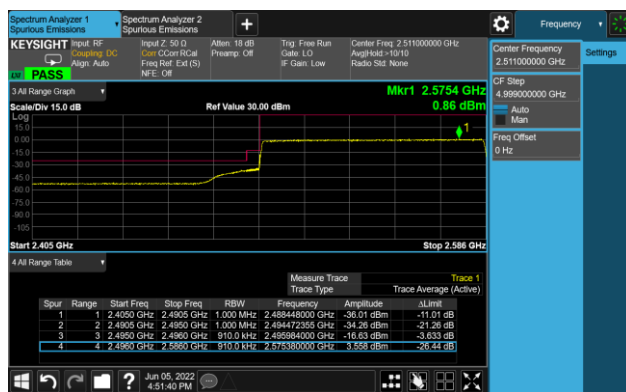 Spectrum Analyzer 1
Spurious Emissions
Spectrum Analyzer 2
Spurious Emissions
+
Frequency
KEYSIGHT
Input: RF
Coupling: DC
Align: Auto
Input Z: 50 Ω
Corr CCorr RCal
Freq Ref: Ext (S)
NFE: Off
Atten: 18 dB
Preamp: Off
Trig: Free Run
Gate: LO
IF Gain: Low
Center Freq: 2.511000000 GHz
Avg|Hold:>10/10
Radio Std: None
PASS
Center Frequency
2.511000000 GHz
Settings
CF Step
4.999000000 GHz
Auto
Man
Freq Offset
0 Hz
3 All Range Graph
Mkr1 2.5754 GHz
0.86 dBm
Scale/Div 15.0 dB
Ref Value 30.00 dBm
Log
15.0
0.00
-15.0
-30.0
-45.0
-60.0
-75.0
-90.0
-105
1
Start 2.405 GHz
Stop 2.586 GHz
4 All Range Table
Measure Trace Trace 1
Trace Type Trace Average (Active)
Spur Range Start Freq Stop Freq RBW Frequency Amplitude ΔLimit
1 1 2.4050 GHz 2.4905 GHz 1.000 MHz 2.488448000 GHz -36.01 dBm -11.01 dB
2 2 2.4905 GHz 2.4950 GHz 1.000 MHz 2.494472355 GHz -34.26 dBm -21.26 dB
3 3 2.4950 GHz 2.4960 GHz 910.0 kHz 2.495984000 GHz -16.63 dBm -3.633 dB
4 4 2.4960 GHz 2.5860 GHz 910.0 kHz 2.575380000 GHz 3.558 dBm -26.44 dB
?
Jun 05, 2022
4:51:40 PM